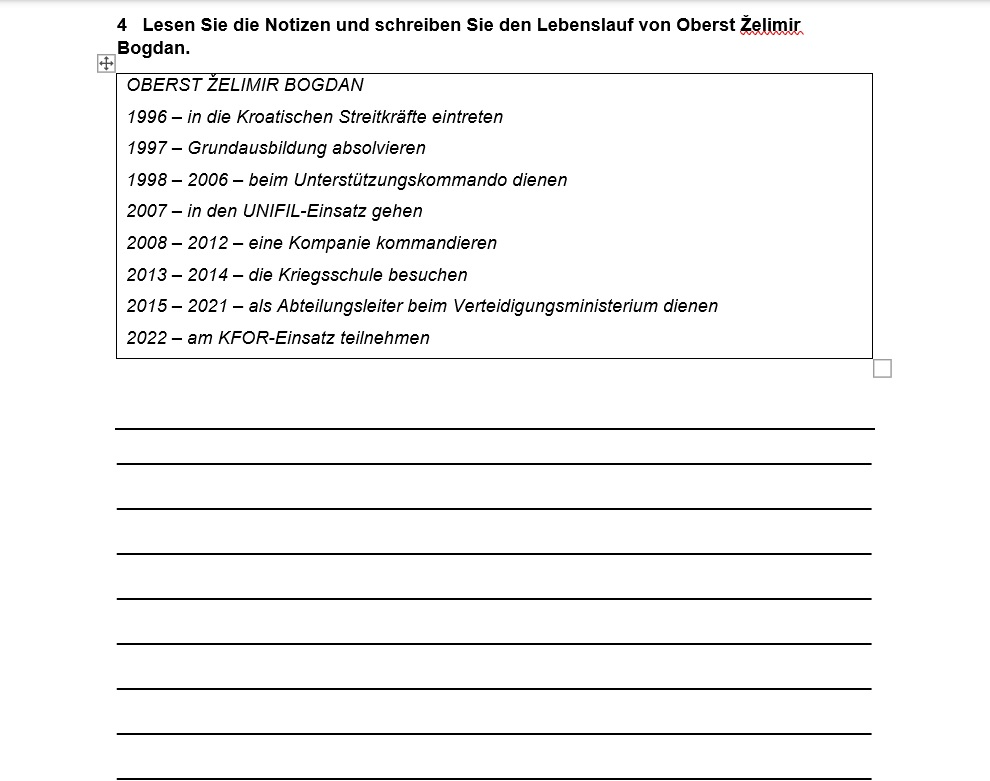 4 Lesen Sie die Notizen und schreiben Sie den Lebenslauf von Oberst Želimir
Bogdan.
OBERST ŽELIMIR BOGDAN
1996 – in die Kroatischen Streitkräfte eintreten
1997 – Grundausbildung absolvieren
1998 – 2006 – beim Unterstützungskommando dienen
2007 – in den UNIFIL-Einsatz gehen
2008 – 2012 – eine Kompanie kommandieren
2013 – 2014 – die Kriegsschule besuchen
2015 – 2021 – als Abteilungsleiter beim Verteidigungsministerium dienen
2022 – am KFOR-Einsatz teilnehmen